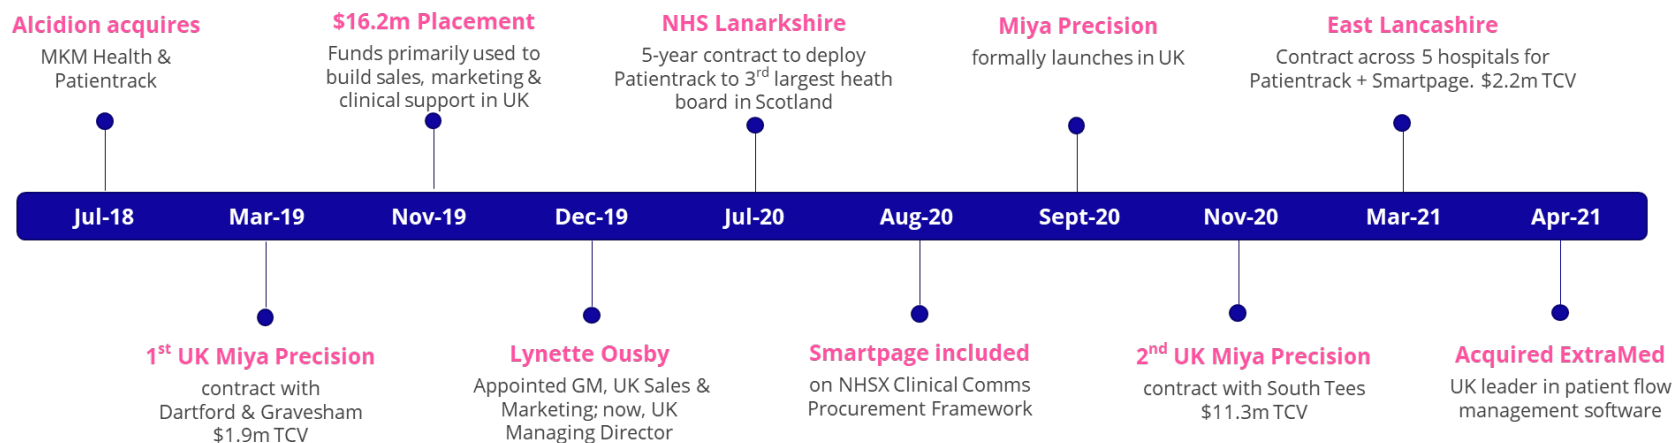 Alcidion acquires
MKM Health &
Patientrack
$16.2m Placement
Funds primarily used to
build sales, marketing &
clinical support in UK
NHS Lanarkshire
5-year contract to deploy
Patientrack to 3rd largest heath
board in Scotland
Miya Precision
formally launches in UK
East Lancashire
Contract across 5 hospitals for
Patientrack + Smartpage. $2.2m TCV
Jul-18 Mar-19 Nov-19 Dec-19 Jul-20 Aug-20 Sept-20 Nov-20 Mar-21 Apr-21
1st UK Miya Precision
contract with
Dartford & Gravesham
$1.9m TCV
Lynette Ousby
Appointed GM, UK Sales &
Marketing; now, UK
Managing Director
Smartpage included
on NHSX Clinical Comms
Procurement Framework
2nd UK Miya Precision
contract with South Tees
$11.3m TCV
Acquired ExtraMed
UK leader in patient flow
management software